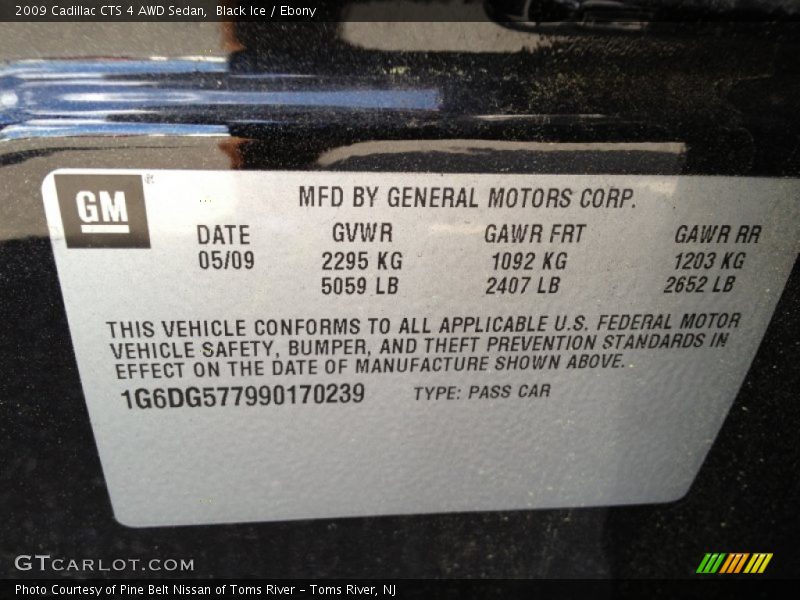 2009 Cadillac CTS 4 AWD Sedan, Black Ice / Ebony
GM
MFD BY GENERAL MOTORS CORP.
DATE GVWR GAWR FRT GAWR RR
05/09 2295 KG 1092 KG 1203 KG
5059 LB 2407 LB 2652 LB
THIS VEHICLE CONFORMS TO ALL APPLICABLE U.S. FEDERAL MOTOR
VEHICLE SAFETY, BUMPER, AND THEFT PREVENTION STANDARDS IN
EFFECT ON THE DATE OF MANUFACTURE SHOWN ABOVE.
1G6DG577990170239 TYPE: PASS CAR
GTCARLOT.COM
Photo Courtesy of Pine Belt Nissan of Toms River – Toms River, NJ